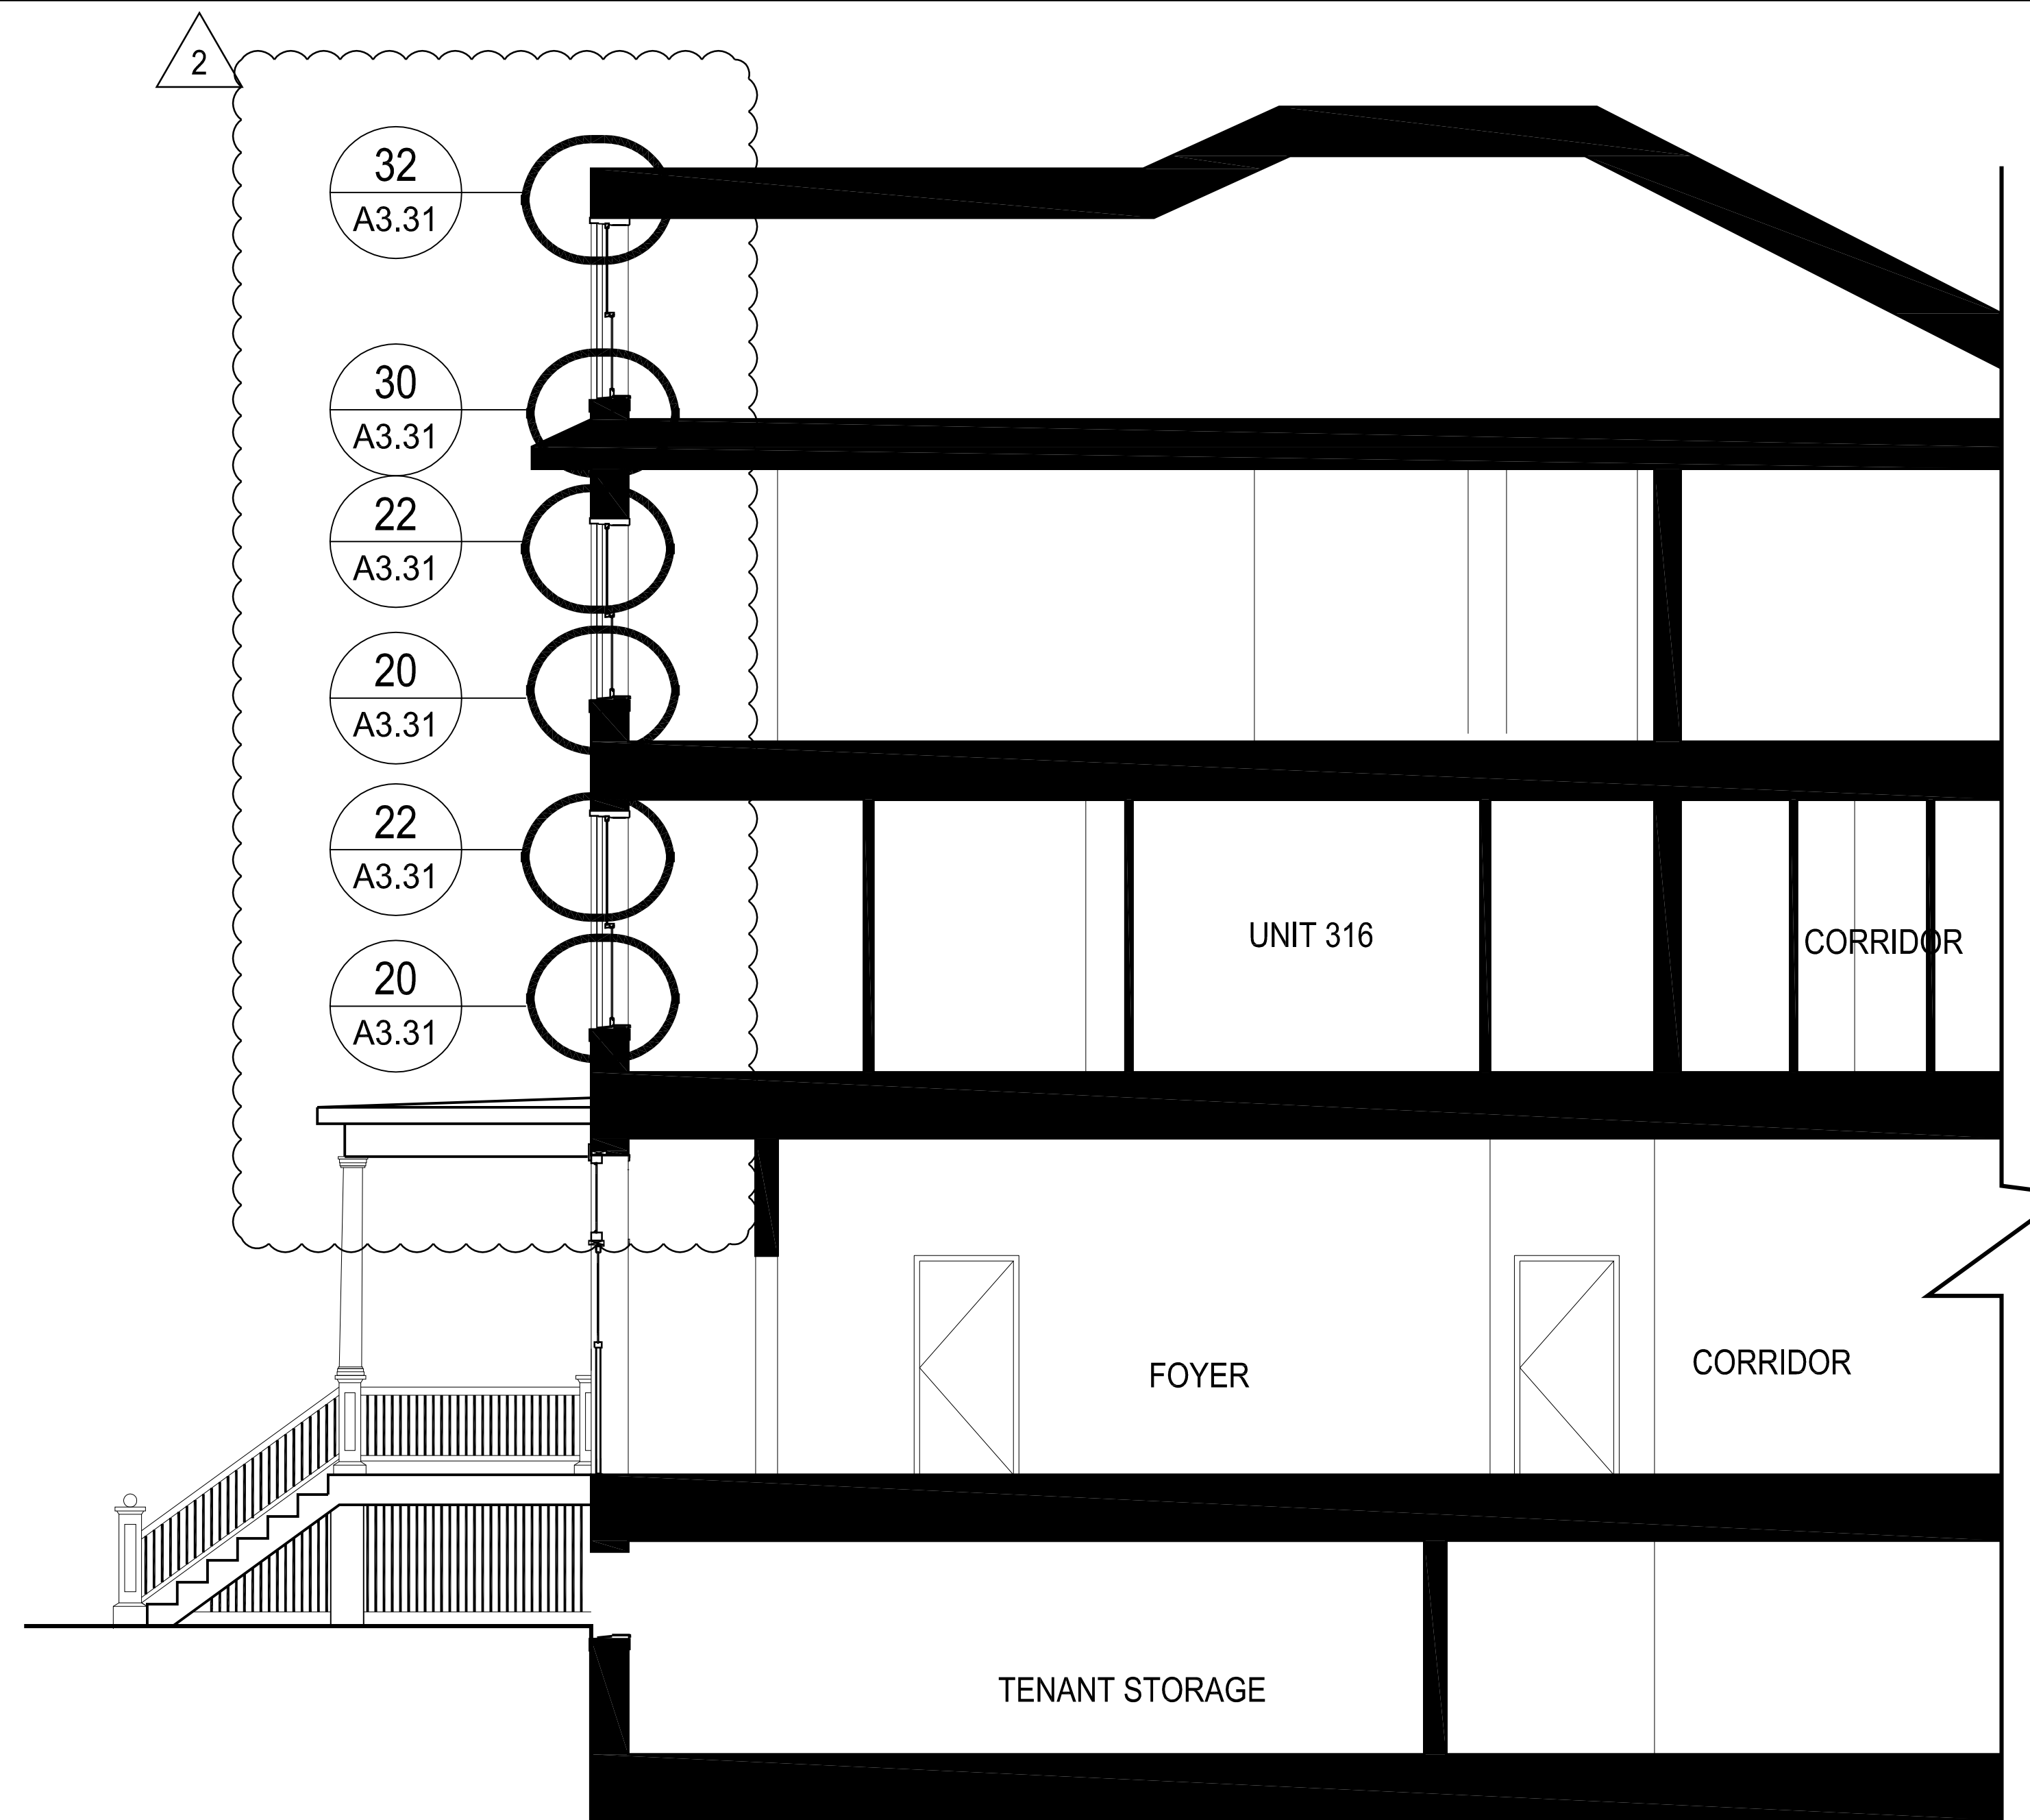 2
32
A3.31
30
A3.31
22
A3.31
20
A3.31
22
A3.31
UNIT 316
CORRIDOR
20
A3.31
FOYER
CORRIDOR
TENANT STORAGE